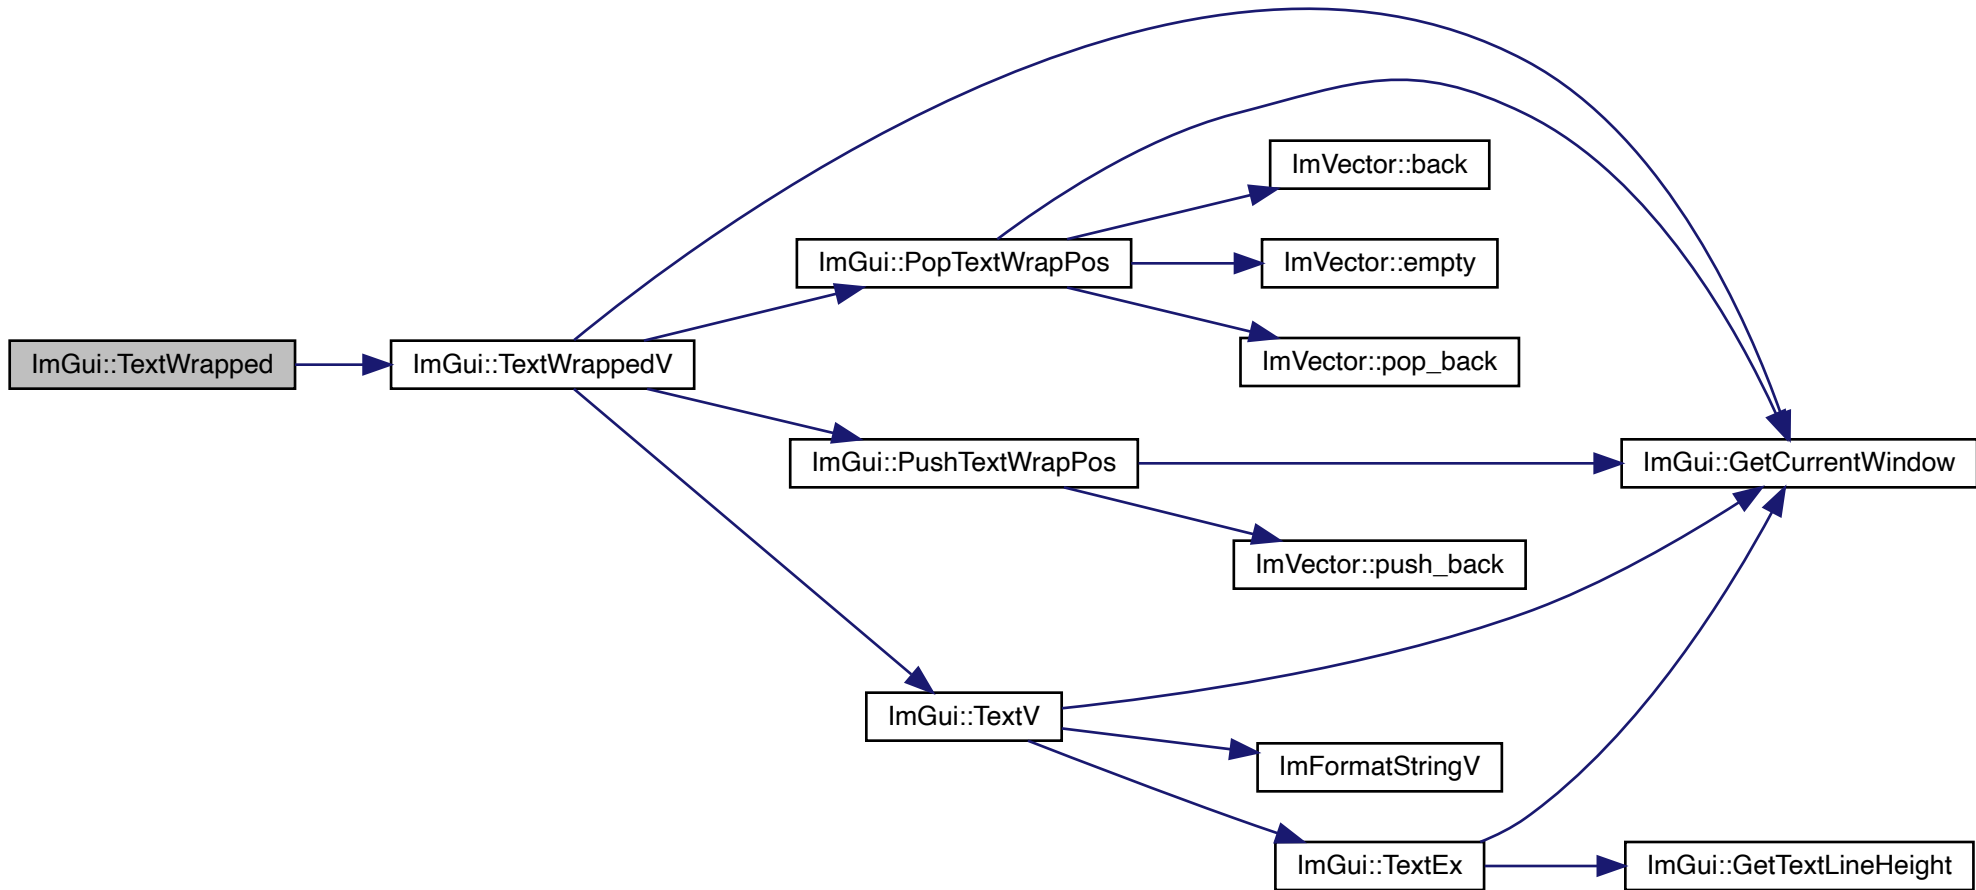 ImGui::TextWrapped
ImGui::TextWrappedV
ImGui::PopTextWrapPos
ImVector::back
ImVector::empty
ImVector::pop_back
ImGui::PushTextWrapPos
ImGui::GetCurrentWindow
ImVector::push_back
ImGui::TextV
ImFormatStringV
ImGui::TextEx
ImGui::GetTextLineHeight